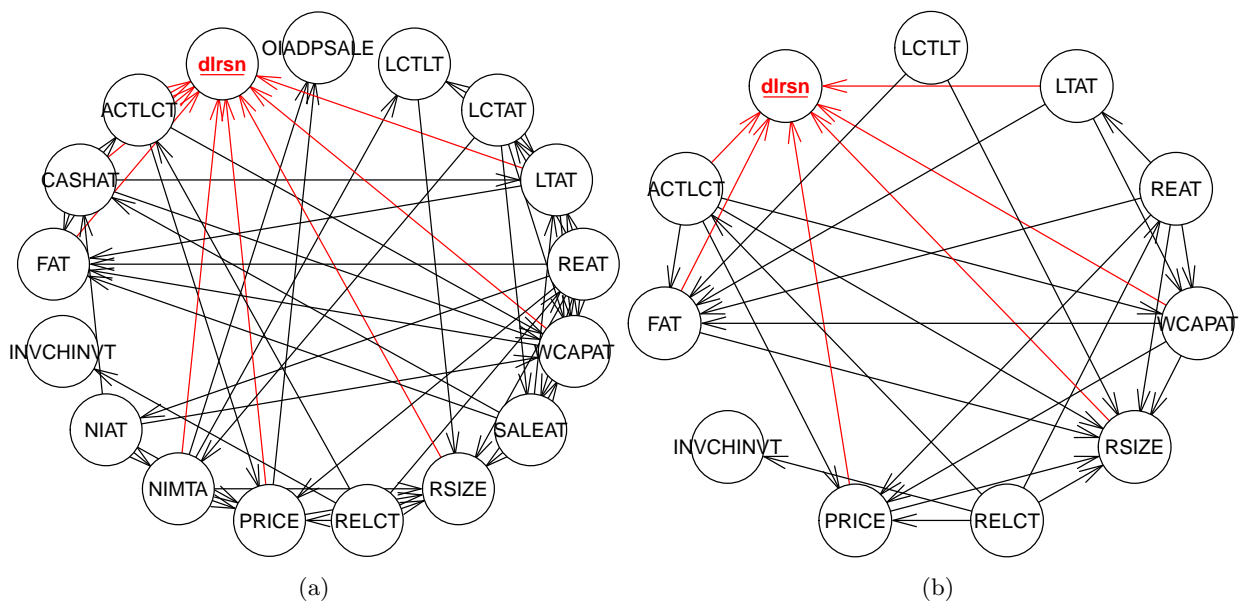 dlrsn
OIADPSALE
LCTLT
ACTLCT
LCTAT
CASHAT
LTAT
FAT
REAT
INVCHINVT
WCAPAT
NIAT
SALEAT
NIMTA
RSIZE
PRICE
RELCT
(a)
LCTLT
dlrsn
LTAT
ACTLCT
REAT
FAT
WCAPAT
INVCHINVT
RSIZE
PRICE
RELCT
(b)